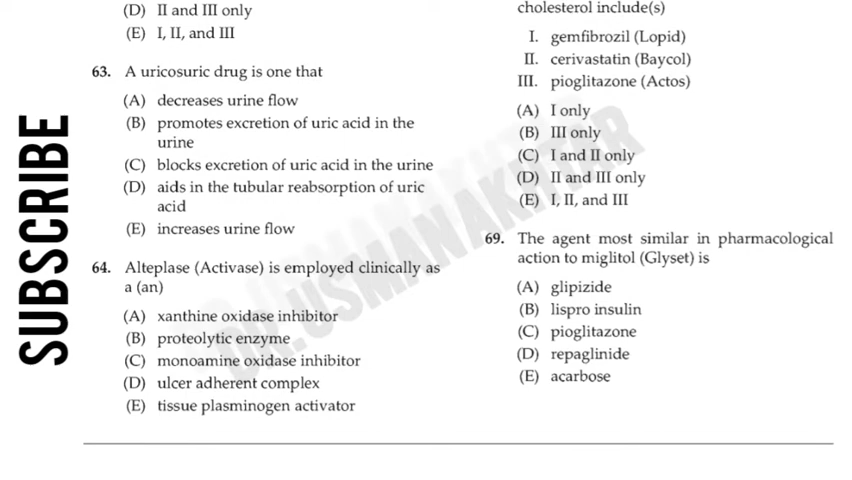 SUBSCRIBE
(D) II and III only
(E) I, II, and III
63. A uricosuric drug is one that
(A) decreases urine flow
(B) promotes excretion of uric acid in the
urine
(C) blocks excretion of uric acid in the urine
(D) aids in the tubular reabsorption of uric
acid
(E) increases urine flow
64. Alteplase (Activase) is employed clinically as
a (an)
(A) xanthine oxidase inhibitor
(B) proteolytic enzyme
(C) monoamine oxidase inhibitor
(D) ulcer adherent complex
(E) tissue plasminogen activator
cholesterol include(s)
I. gemfibrozil (Lopid)
II. cerivastatin (Baycol)
III. pioglitazone (Actos)
(A) I only
(B) III only
(C) I and II only
(D) II and III only
(E) I, II, and III
69. The agent most similar in pharmacological
action to miglitol (Glyset) is
(A) glipizide
(B) lispro insulin
(C) pioglitazone
(D) repaglinide
(E) acarbose
DR.USMANAKHTAR